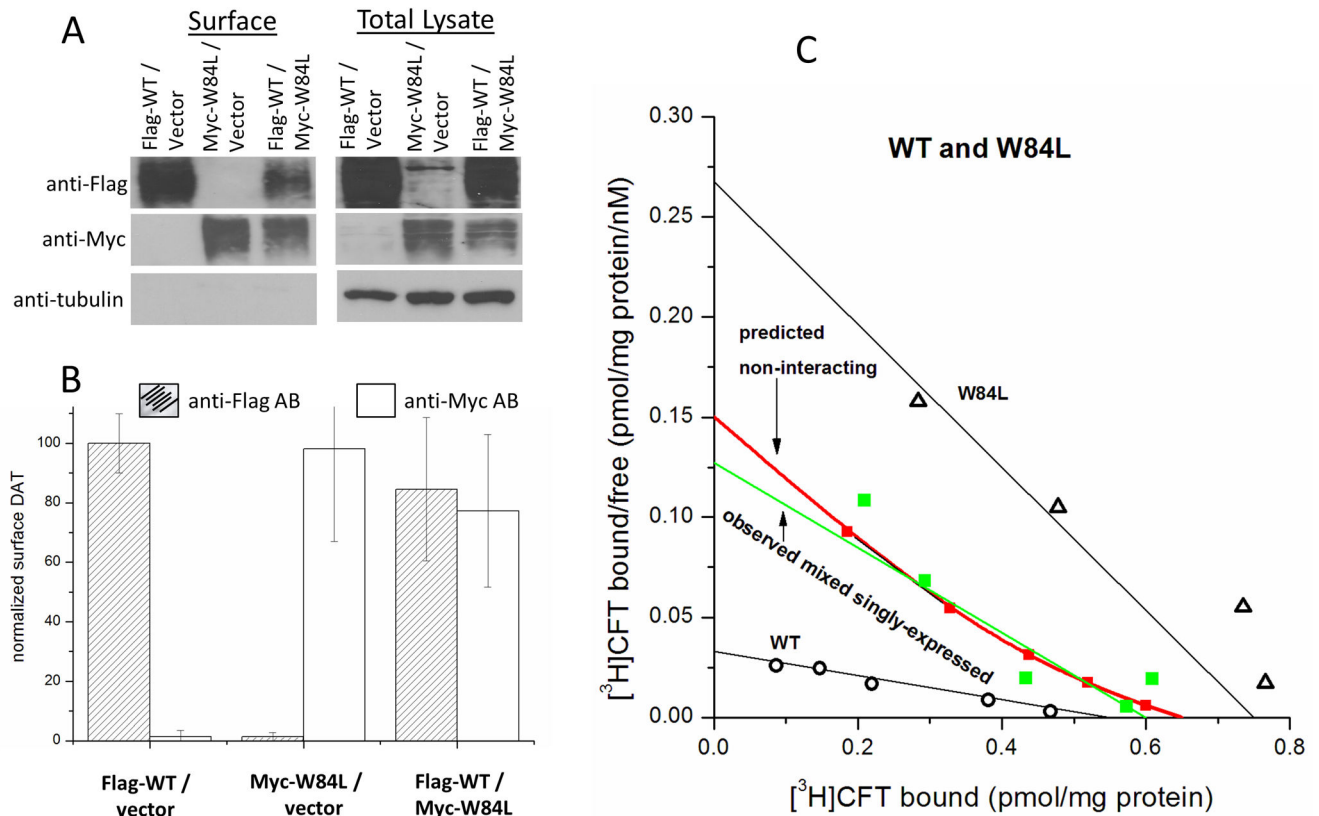 A
Surface
Total Lysate
Flag-WT /
Vector
Myc-W84L /
Vector
Flag-WT /
Myc-W84L
Flag-WT /
Vector
Myc-W84L /
Vector
Flag-WT /
Myc-W84L
anti-Flag
anti-Myc
anti-tubulin
B
anti-Flag AB
anti-Myc AB
normalized surface DAT
100
80
60
40
20
0
Flag-WT /
vector
Myc-W84L /
vector
Flag-WT /
Myc-W84L
C
WT and W84L
[³H]CFT bound/free (pmol/mg protein/nM)
0.30
0.25
0.20
0.15
0.10
0.05
0.00
predicted
non-interacting
W84L
observed mixed singly-expressed
WT
0.0
0.2
0.4
0.6
0.8
[³H]CFT bound (pmol/mg protein)